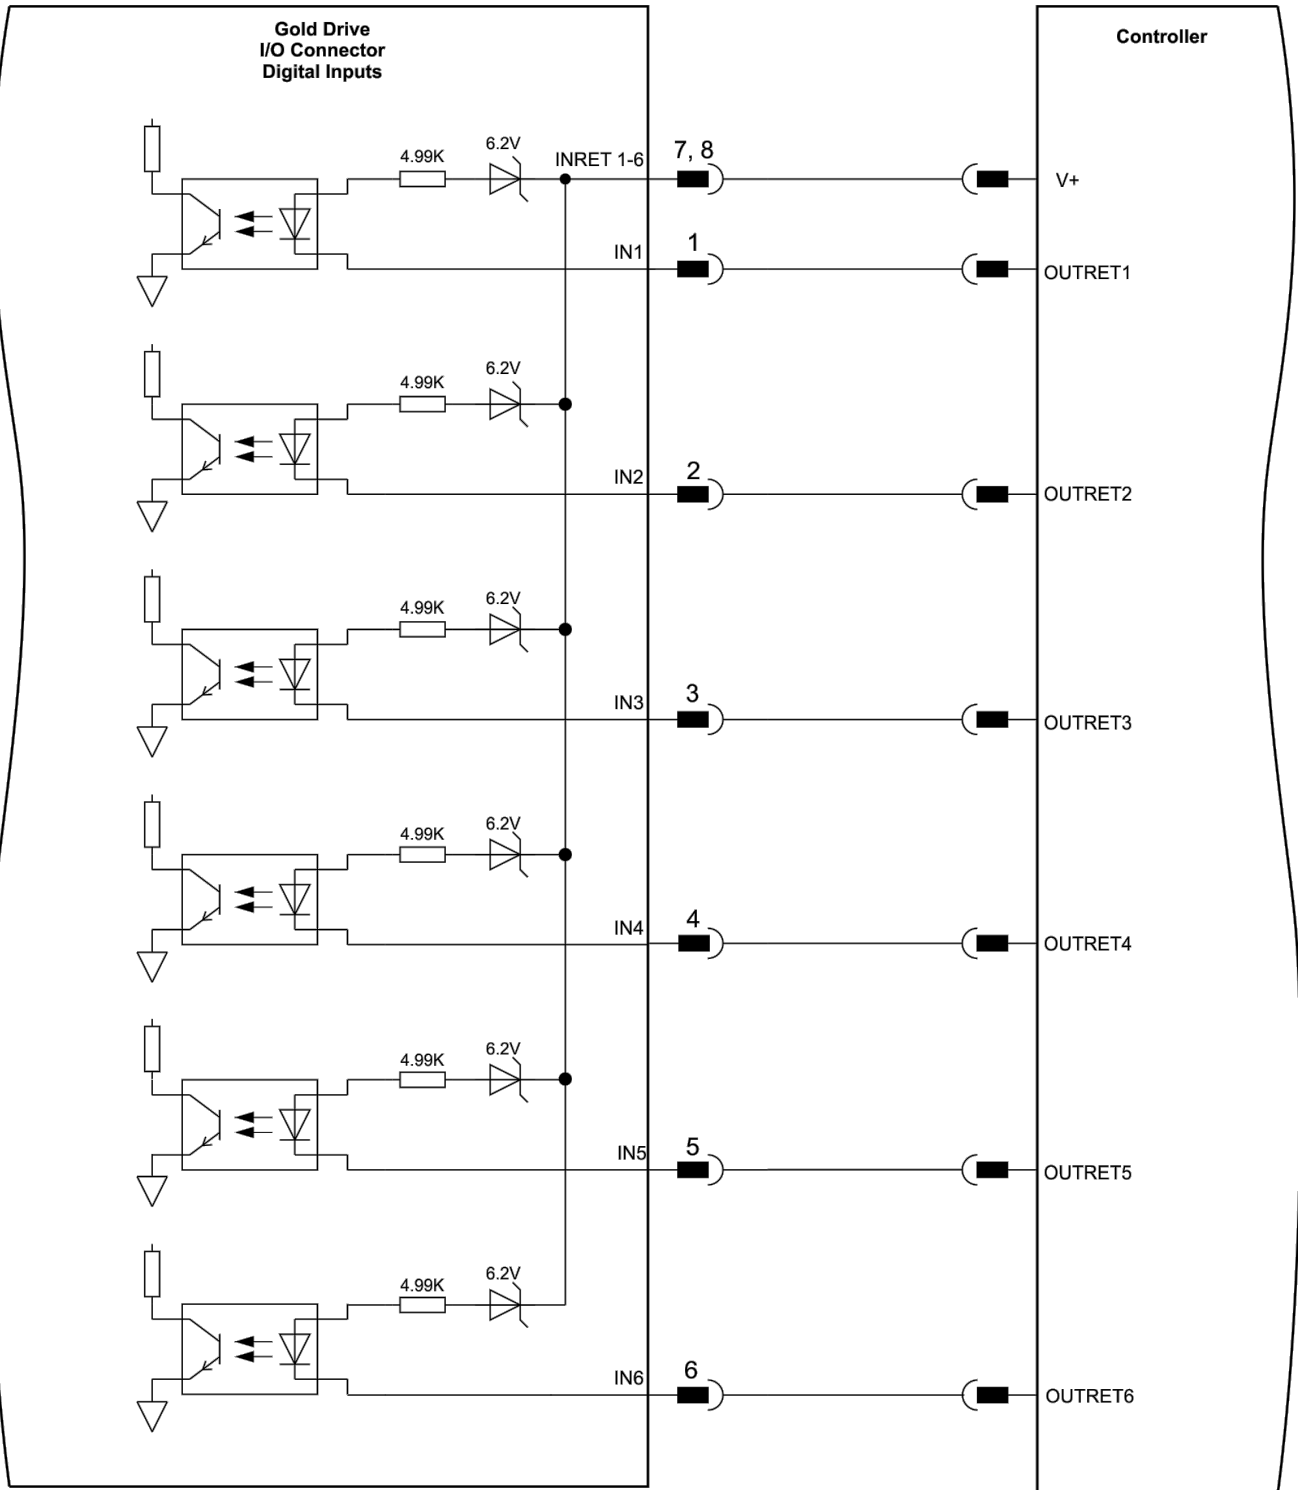 Gold Drive
I/O Connector
Digital Inputs
Controller
4.99K
6.2V
INRET 1-6
7, 8
V+
IN1
1
OUTRET1
4.99K
6.2V
IN2
2
OUTRET2
4.99K
6.2V
IN3
3
OUTRET3
4.99K
6.2V
IN4
4
OUTRET4
4.99K
6.2V
IN5
5
OUTRET5
4.99K
6.2V
IN6
6
OUTRET6